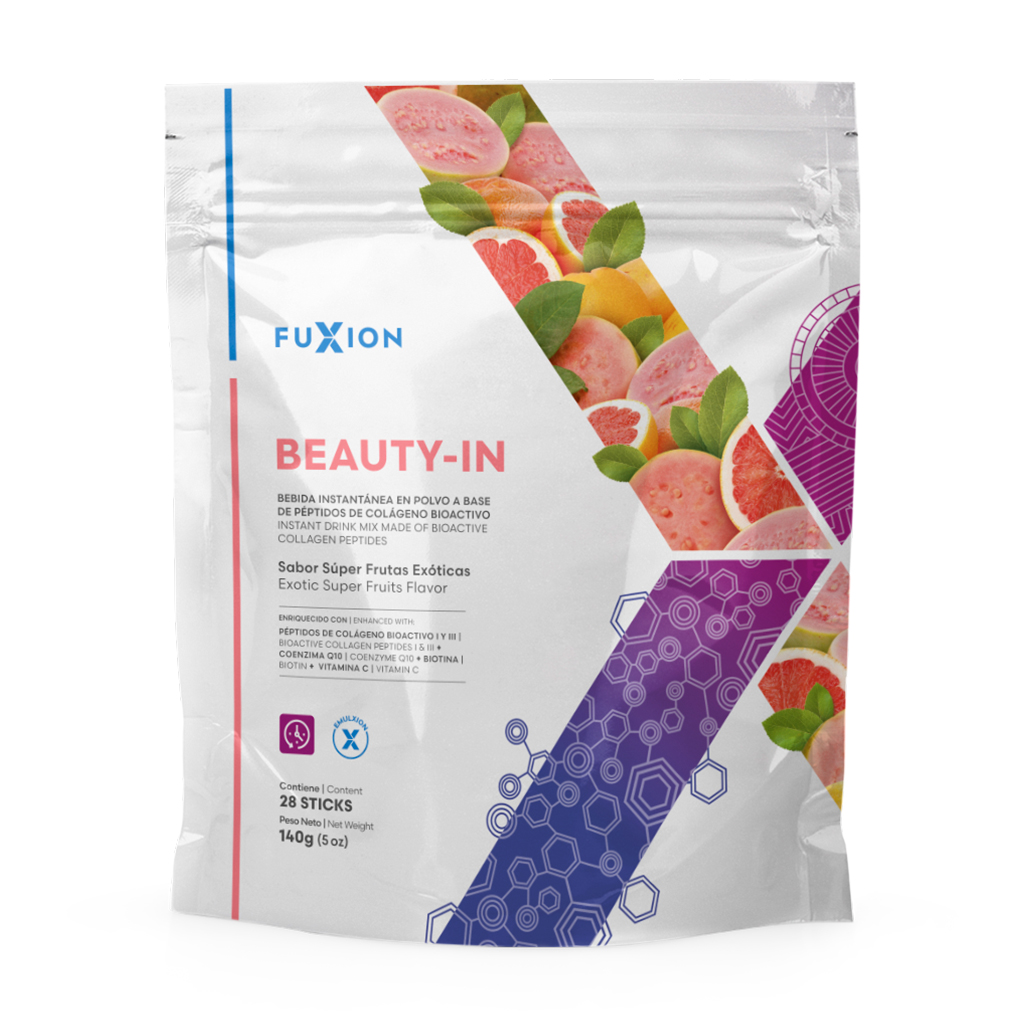 FUXION
BEAUTY-IN
BEBIDA INSTANTÁNEA EN POLVO A BASE
DE PÉPTIDOS DE COLÁGENO BIOACTIVO
INSTANT DRINK MIX MADE OF BIOACTIVE
COLLAGEN PEPTIDES
Sabor Súper Frutas Exóticas
Exotic Super Fruits Flavor
ENRIQUECIDO CON | ENHANCED WITH:
PÉPTIDOS DE COLÁGENO BIOACTIVO I Y III |
BIOACTIVE COLLAGEN PEPTIDES I & III +
COENZIMA Q10 | COENZYME Q10 + BIOTINA |
BIOTIN + VITAMINA C | VITAMIN C
EMULXION
X
Contiene | Content
28 STICKS
Peso Neto | Net Weight
140g (5 oz)